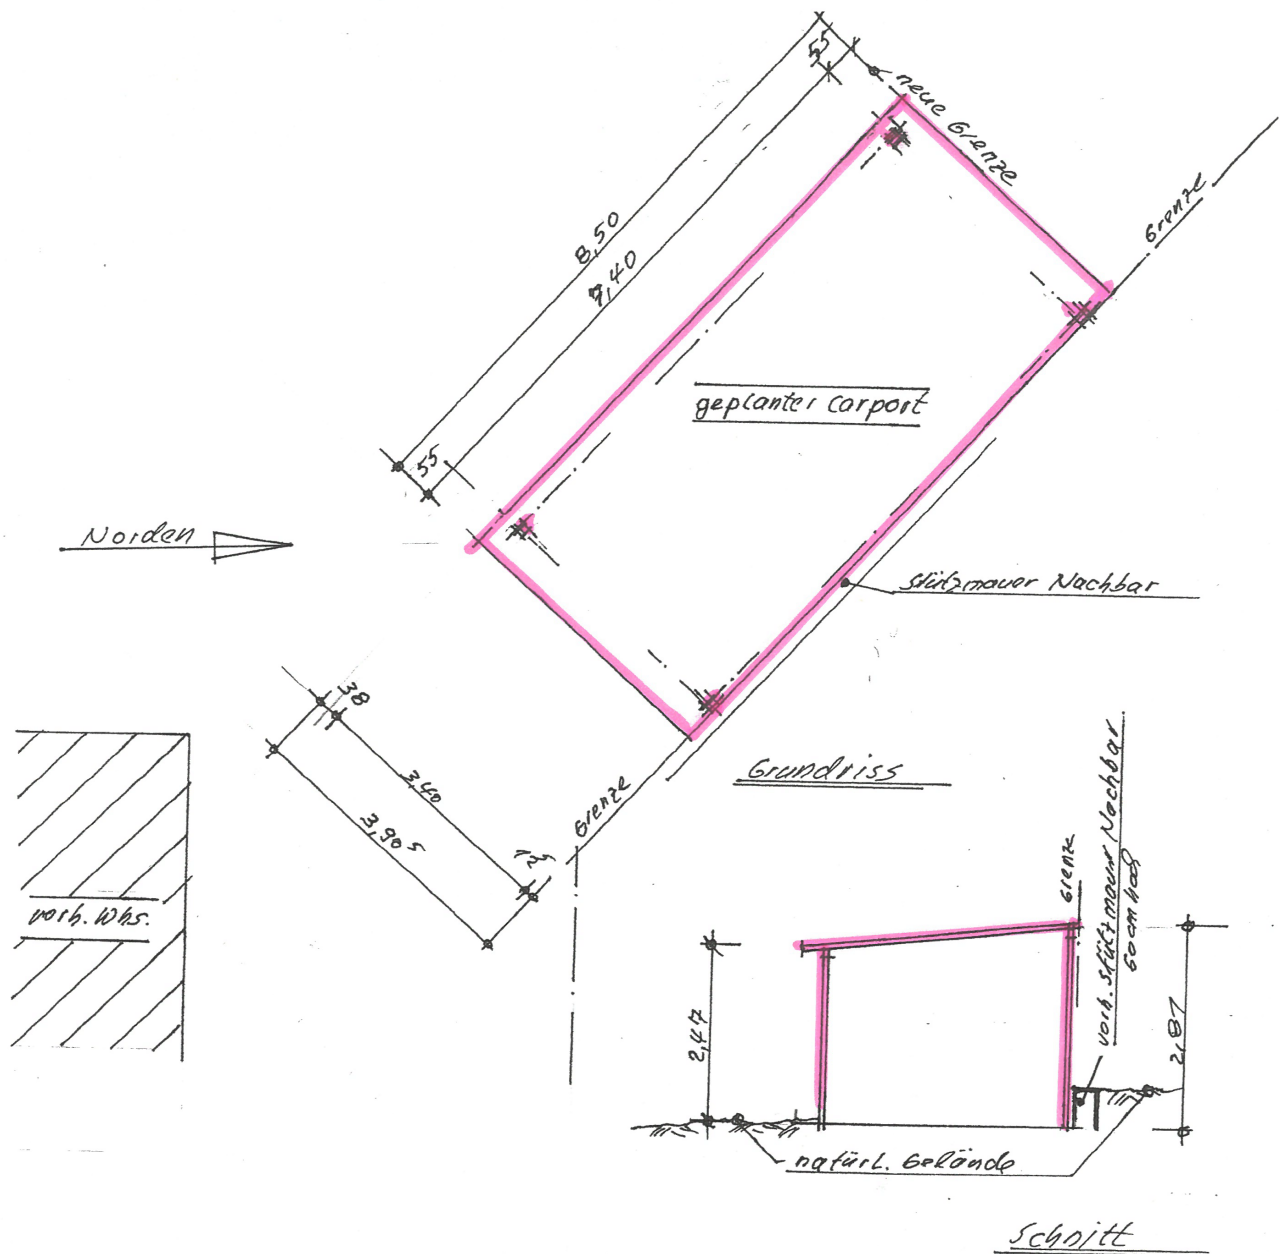 55
neue Grenze
Grenze
8,50
7,40
geplanter Carport
55
Norden
Stützmauer Nachbar
38
3,40
3,90⁵
12⁵
Grenze
Grundriss
vorh. Whs.
Grenze
vorh. Stützmauer Nachbar
60 cm hoch
2,47
2,87
natürl. Gelände
Schnitt